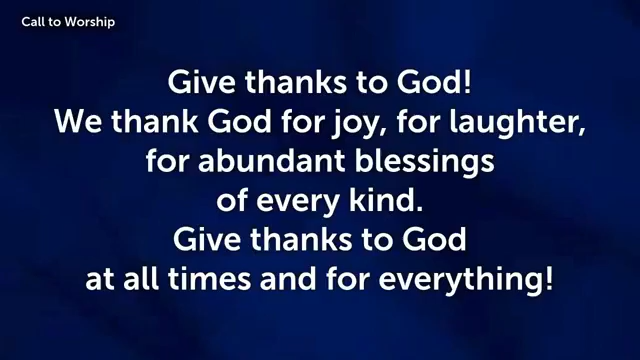 Call to Worship
Give thanks to God!
We thank God for joy, for laughter,
for abundant blessings
of every kind.
Give thanks to God
at all times and for everything!